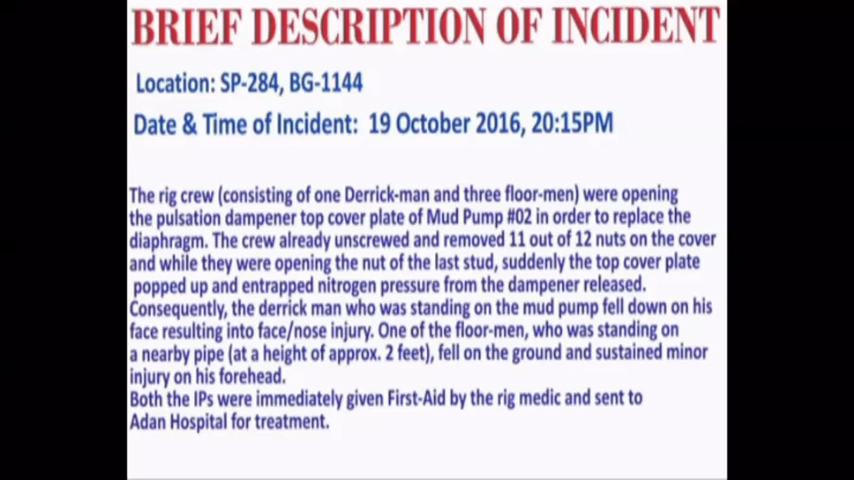 BRIEF DESCRIPTION OF INCIDENT
Location: SP-284, BG-1144
Date & Time of Incident: 19 October 2016, 20:15PM
The rig crew (consisting of one Derrick-man and three floor-men) were opening
the pulsation dampener top cover plate of Mud Pump #02 in order to replace the
diaphragm. The crew already unscrewed and removed 11 out of 12 nuts on the cover
and while they were opening the nut of the last stud, suddenly the top cover plate
popped up and entrapped nitrogen pressure from the dampener released.
Consequently, the derrick man who was standing on the mud pump fell down on his
face resulting into face/nose injury. One of the floor-men, who was standing on
a nearby pipe (at a height of approx. 2 feet), fell on the ground and sustained minor
injury on his forehead.
Both the IPs were immediately given First-Aid by the rig medic and sent to
Adan Hospital for treatment.